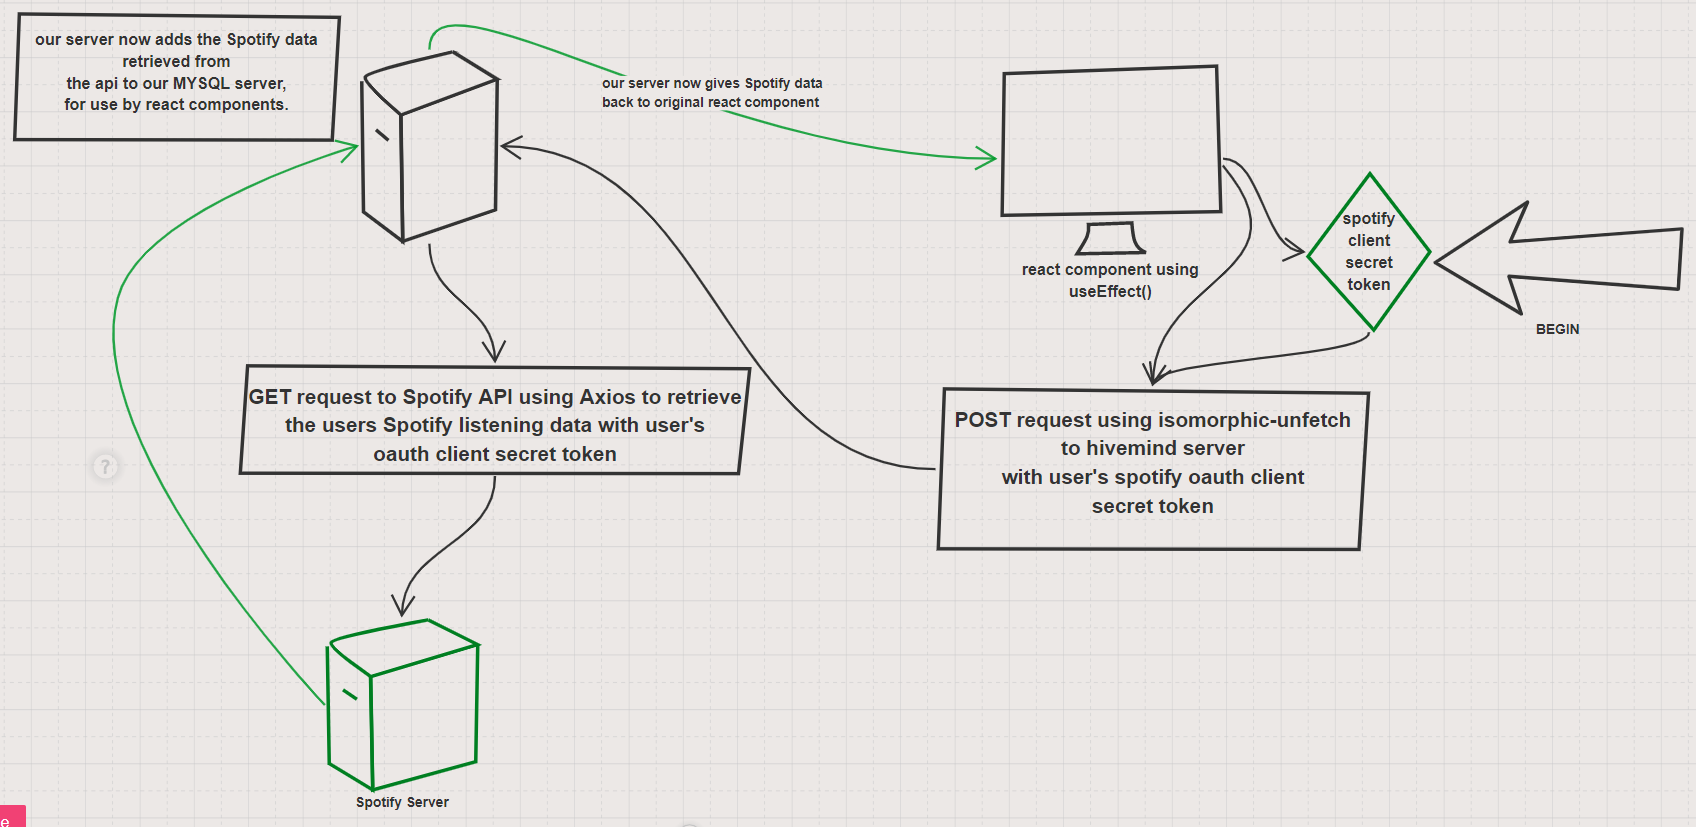 our server now adds the Spotify data
retrieved from
the api to our MYSQL server,
for use by react components.
our server now gives Spotify data
back to original react component
react component using
useEffect()
spotify
client
secret
token
BEGIN
GET request to Spotify API using Axios to retrieve
the users Spotify listening data with user's
oauth client secret token
POST request using isomorphic-unfetch
to hivemind server
with user's spotify oauth client
secret token
?
Spotify Server
e